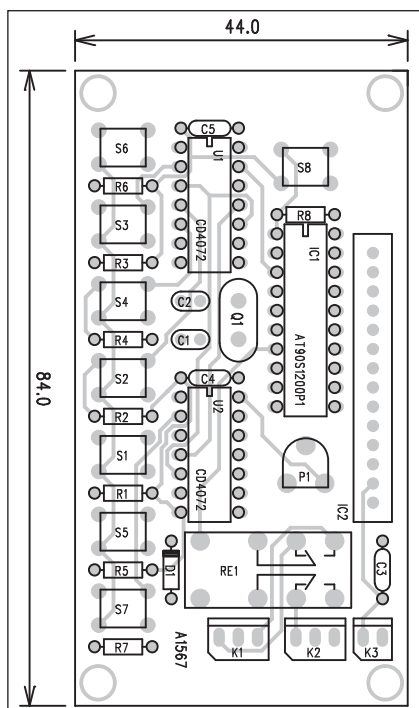 44.0
84.0
C5
S6
U1
S8
R6
CD4072
R8
S3
IC1
R3
S4
C2
Q1
AT90S1200P1
R4
C1
S2
C4
U2
R2
S1
CD4072
P1
R1
IC2
S5
D1
RE1
C3
R5
S7
A1567
K1
K2
K3
R7